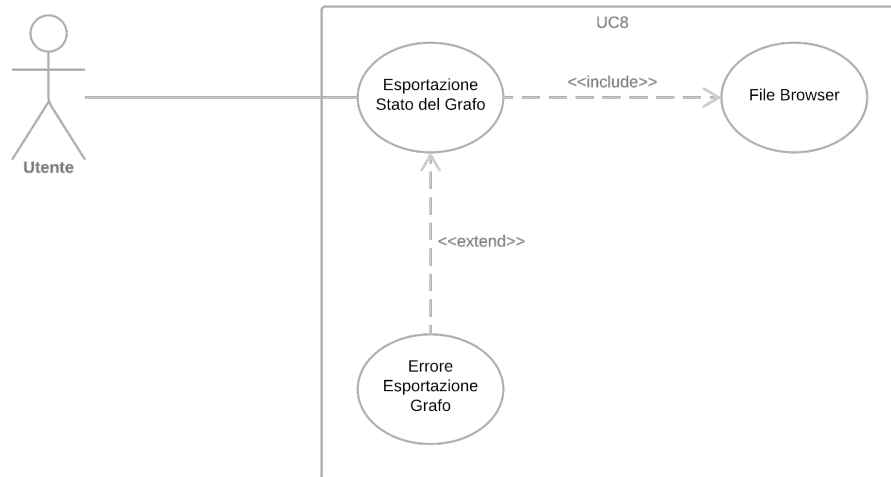 UC8
Esportazione
Stato del Grafo
<<include>>
File Browser
Utente
<<extend>>
Errore
Esportazione
Grafo